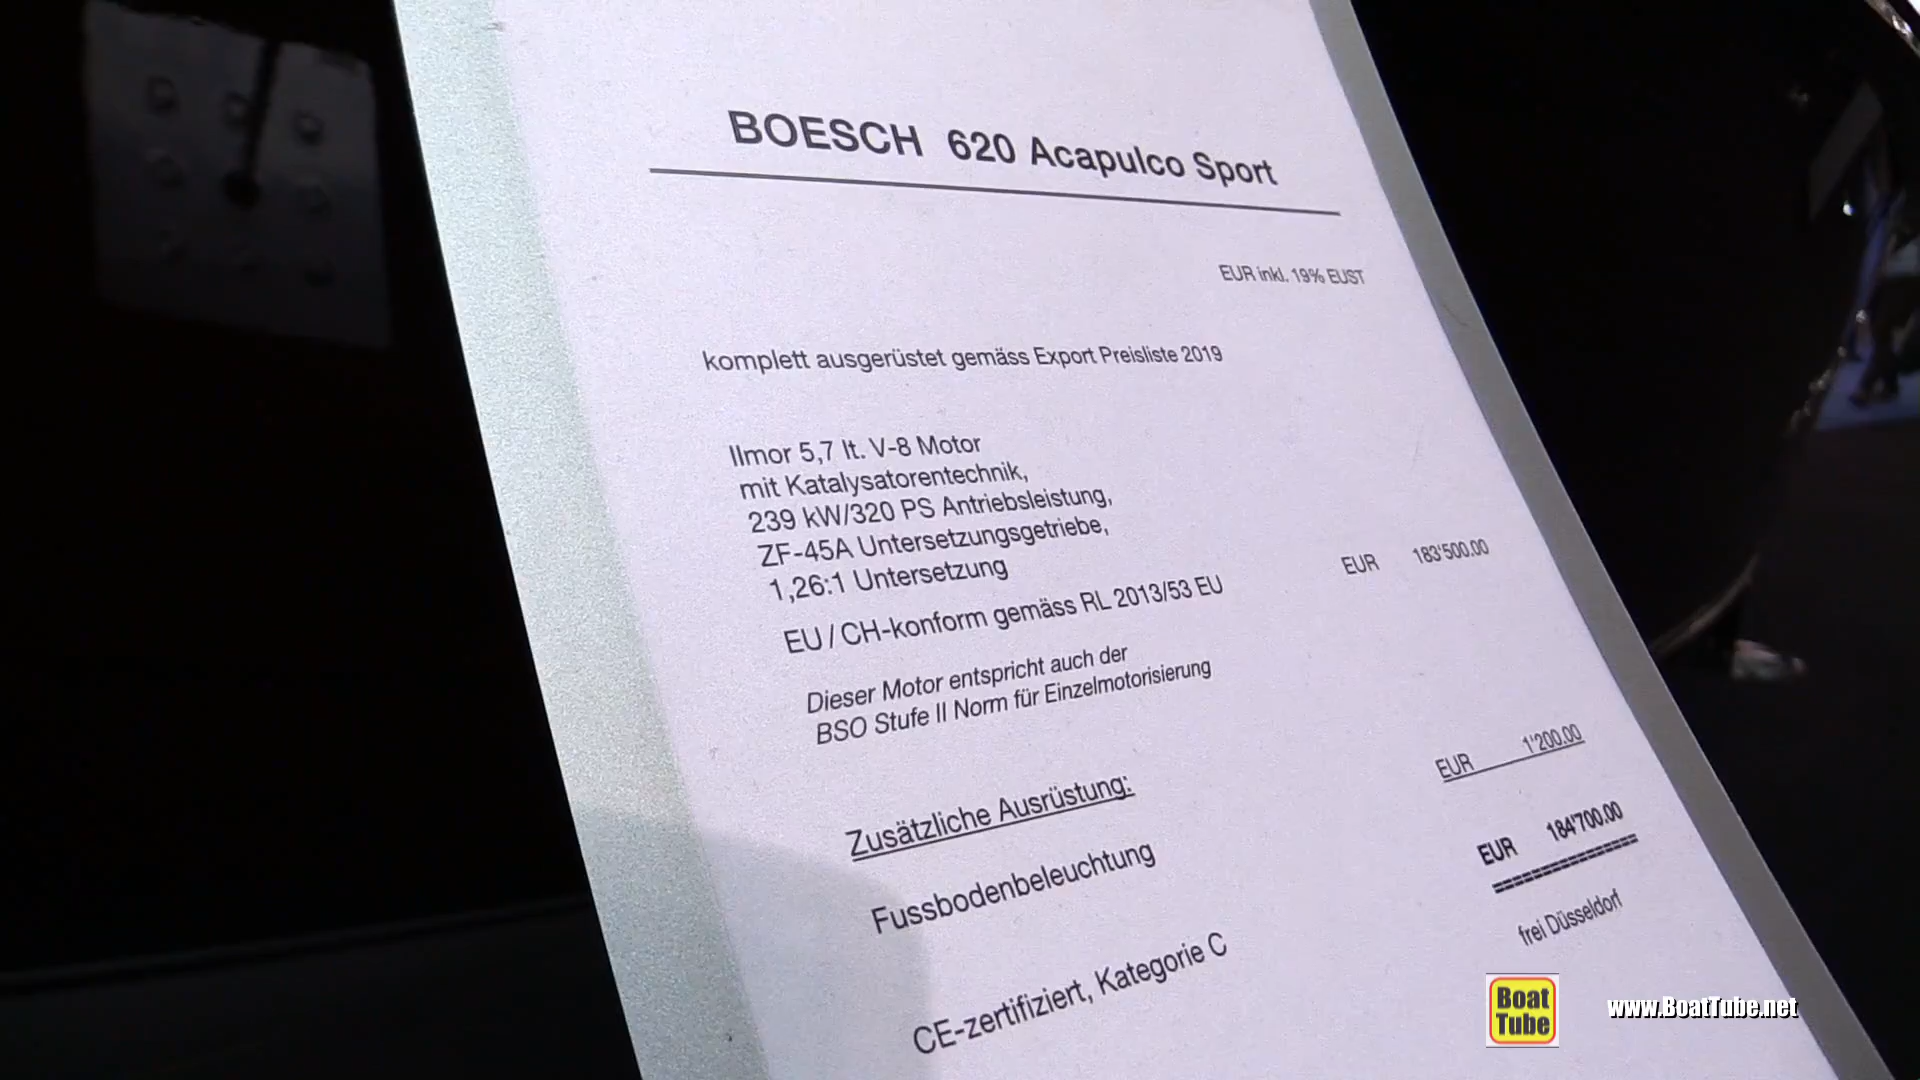 BOESCH 620 Acapulco Sport
EUR inkl. 19% EUST
komplett ausgerüstet gemäss Export Preisliste 2019
Ilmor 5,7 lt. V-8 Motor
mit Katalysatorentechnik,
239 kW/320 PS Antriebsleistung,
ZF-45A Untersetzungsgetriebe,
1,26:1 Untersetzung
EU / CH-konform gemäss RL 2013/53 EU
EUR 183'500.00
Dieser Motor entspricht auch der
BSO Stufe II Norm für Einzelmotorisierung
Zusätzliche Ausrüstung:
Fussbodenbeleuchtung
EUR 1'200.00
EUR 184'700.00
CE-zertifiziert, Kategorie C
frei Düsseldorf
Boat
Tube
www.BoatTube.net